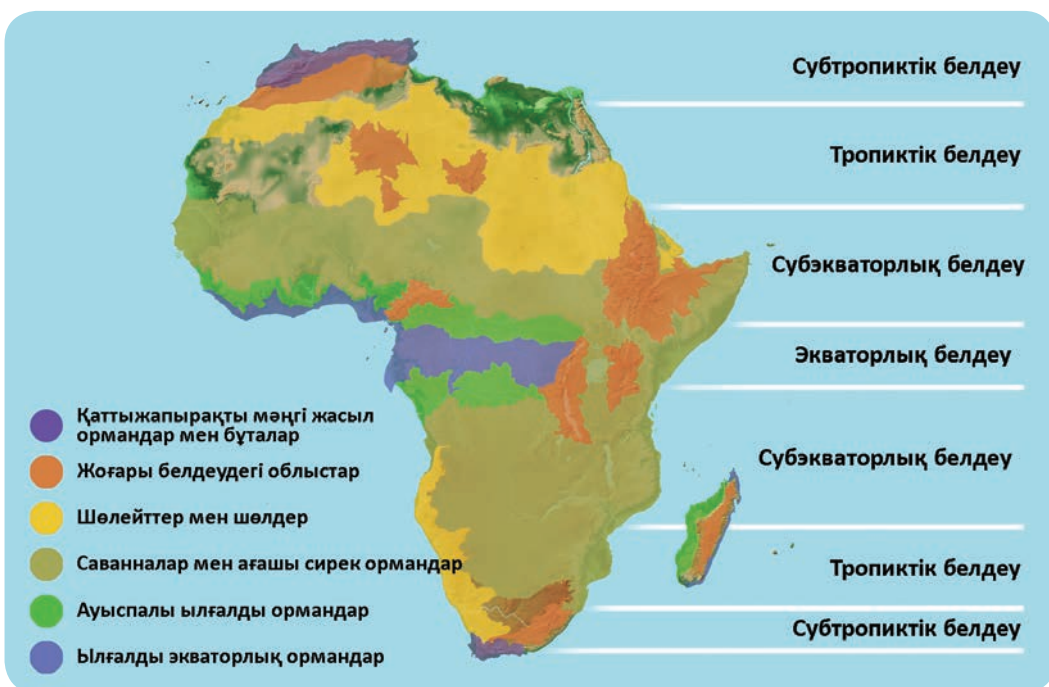 Субтропиктік белдеу
Тропиктік белдеу
Субэкваторлық белдеу
Экваторлық белдеу
Субэкваторлық белдеу
Тропиктік белдеу
Субтропиктік белдеу
Қаттыжапырақты мәңгі жасыл
ормандар мен бұталар
Жоғары белдеудегі облыстар
Шөлейттер мен шөлдер
Саванналар мен ағашы сирек ормандар
Ауыспалы ылғалды ормандар
Ылғалды экваторлық ормандар